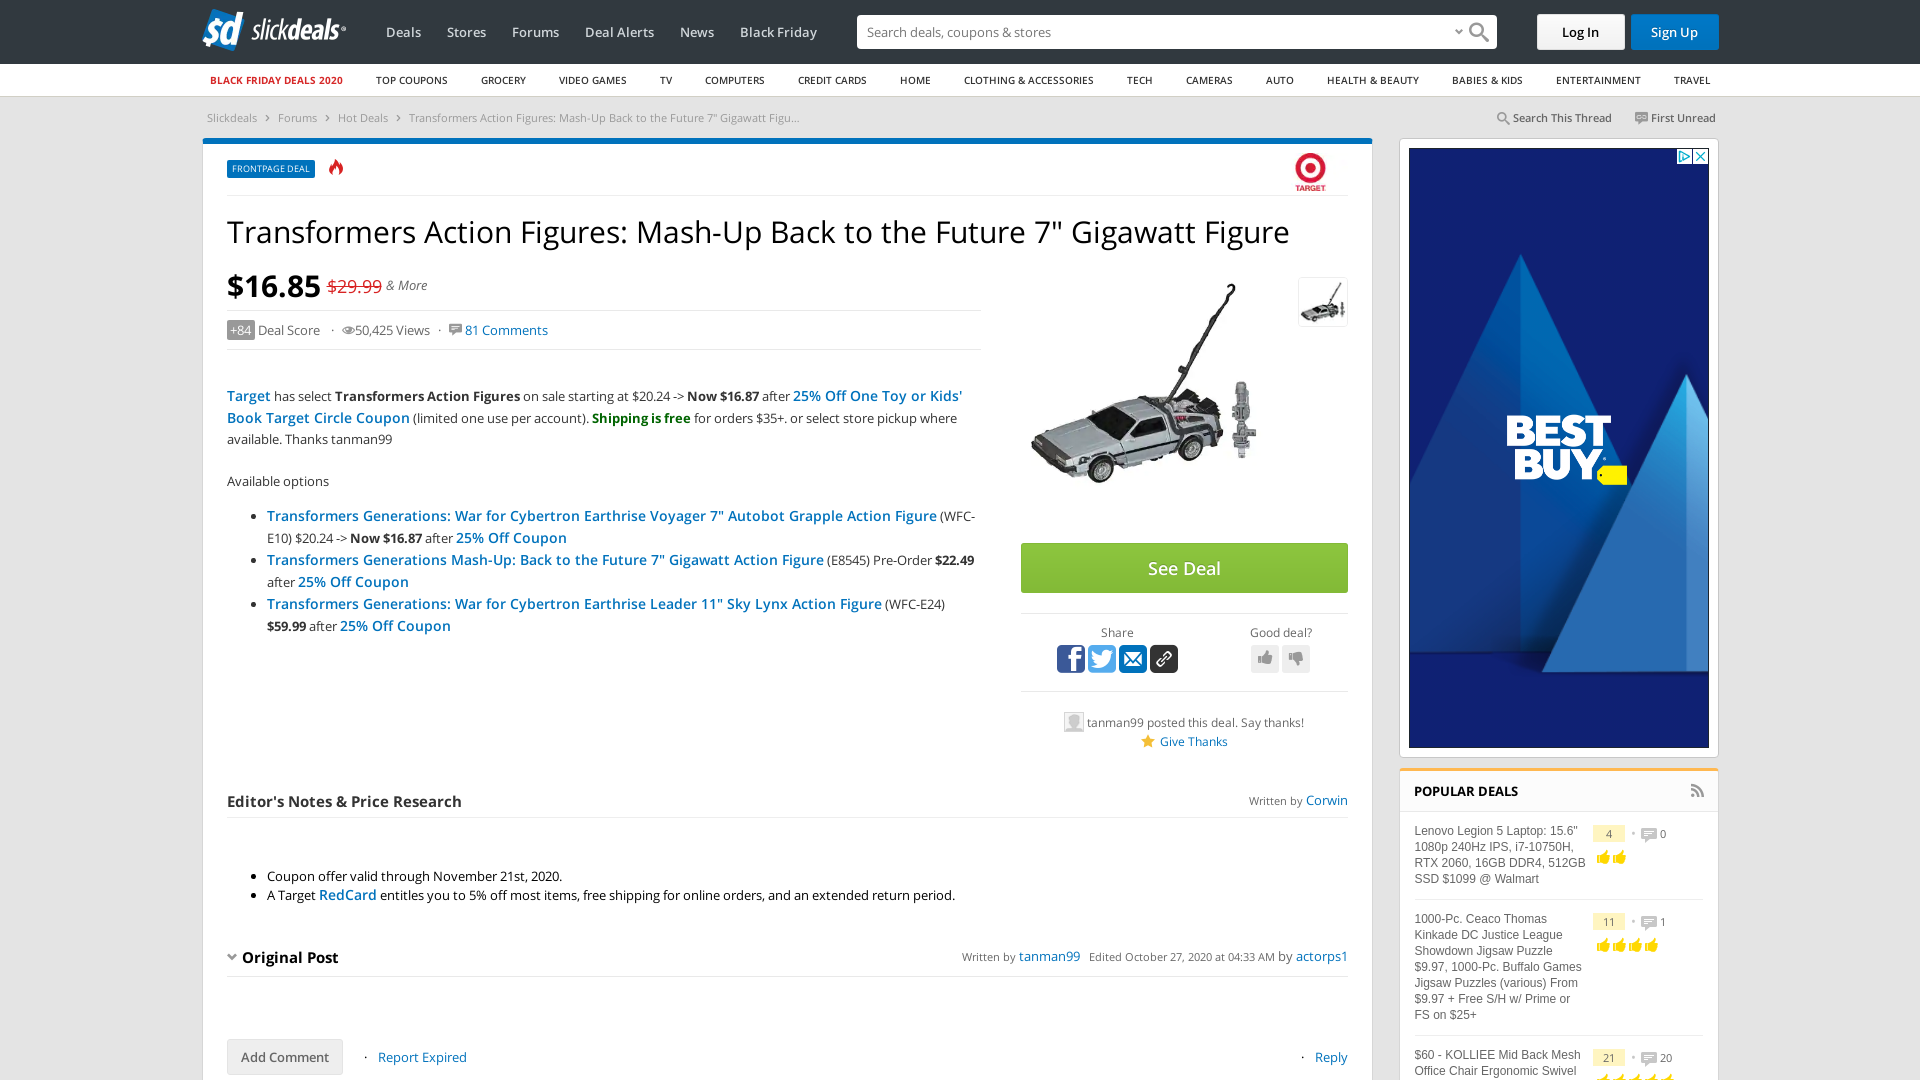 sd slickdeals
Deals Stores Forums Deal Alerts News Black Friday
Search deals, coupons & shops
Log In Sign Up
BLACK FRIDAY DEALS 2020 TOP COUPONS GROCERY VIDEO GAMES TV COMPUTERS CREDIT CARDS HOME CLOTHING & ACCESSORIES TECH CAMERAS AUTO HEALTH & BEAUTY BABIES & KIDS ENTERTAINMENT TRAVEL
Slickdeals › Forums › Hot Deals › Transformers Action Figures: Mash-Up Back to the Future 7" Gigawatt Figu...
Search This Thread First Unread
FRONTPAGE DEAL
TARGET
Transformers Action Figures: Mash-Up Back to the Future 7" Gigawatt Figure
$16.85 $29.99 & More
+84 Deal Score · 50,425 Views · 81 Comments
Target has select Transformers Action Figures on sale starting at $20.24 -> Now $16.87 after 25% Off One Toy or Kids'
Book Target Circle Coupon (limited one use per account). Shipping is free for orders $35+. or select store pickup where
available. Thanks tanman99
Available options
• Transformers Generations: War for Cybertron Earthrise Voyager 7" Autobot Grapple Action Figure (WFC-
E10) $20.24 -> Now $16.87 after 25% Off Coupon
• Transformers Generations Mash-Up: Back to the Future 7" Gigawatt Action Figure (E8545) Pre-Order $22.49
after 25% Off Coupon
• Transformers Generations: War for Cybertron Earthrise Leader 11" Sky Lynx Action Figure (WFC-E24)
$59.99 after 25% Off Coupon
See Deal
Share Good deal?
tanman99 posted this deal. Say thanks!
Give Thanks
Editor's Notes & Price Research
Written by Corwin
• Coupon offer valid through November 21st, 2020.
• A Target RedCard entitles you to 5% off most items, free shipping for online orders, and an extended return period.
Original Post
Written by tanman99 Edited October 27, 2020 at 04:33 AM by actorps1
Add Comment · Report Expired
· Reply
BEST
BUY
POPULAR DEALS
Lenovo Legion 5 Laptop: 15.6"
1080p 240Hz IPS, i7-10750H,
RTX 2060, 16GB DDR4, 512GB
SSD $1099 @ Walmart
4 • 0
1000-Pc. Ceaco Thomas
Kinkade DC Justice League
Showdown Jigsaw Puzzle
$9.97, 1000-Pc. Buffalo Games
Jigsaw Puzzles (various) From
$9.97 + Free S/H w/ Prime or
FS on $25+
11 • 1
$60 - KOLLIEE Mid Back Mesh
Office Chair Ergonomic Swivel
21 • 20